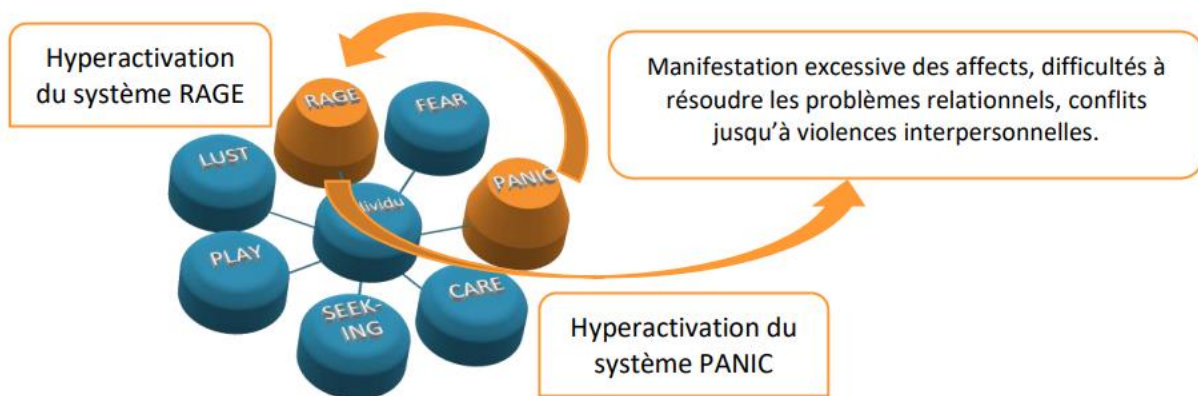 Hyperactivation
du système RAGE
Manifestation excessive des affects, difficultés à
résoudre les problèmes relationnels, conflits
jusqu’à violences interpersonnelles.
RAGE
FEAR
LUST
PANIC
dividu
PLAY
CARE
SEEK-
ING
Hyperactivation du
système PANIC